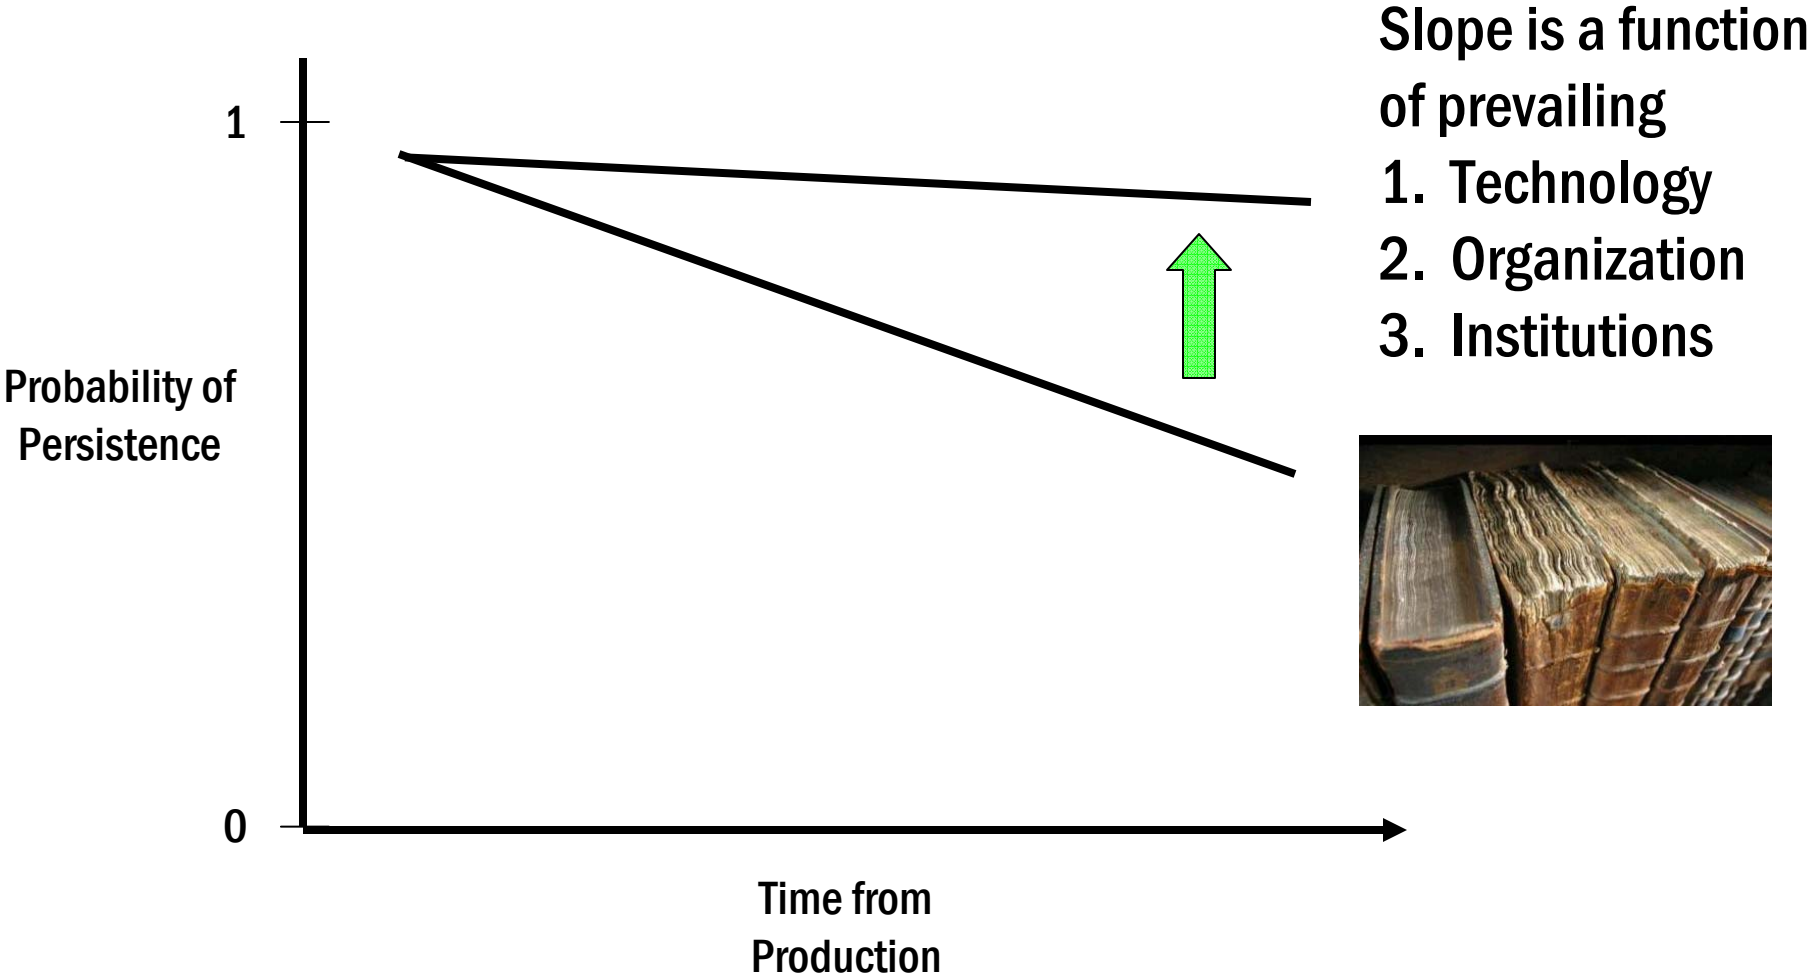 Slope is a function
of prevailing
1. Technology
2. Organization
3. Institutions
1
Probability of
Persistence
0
Time from
Production